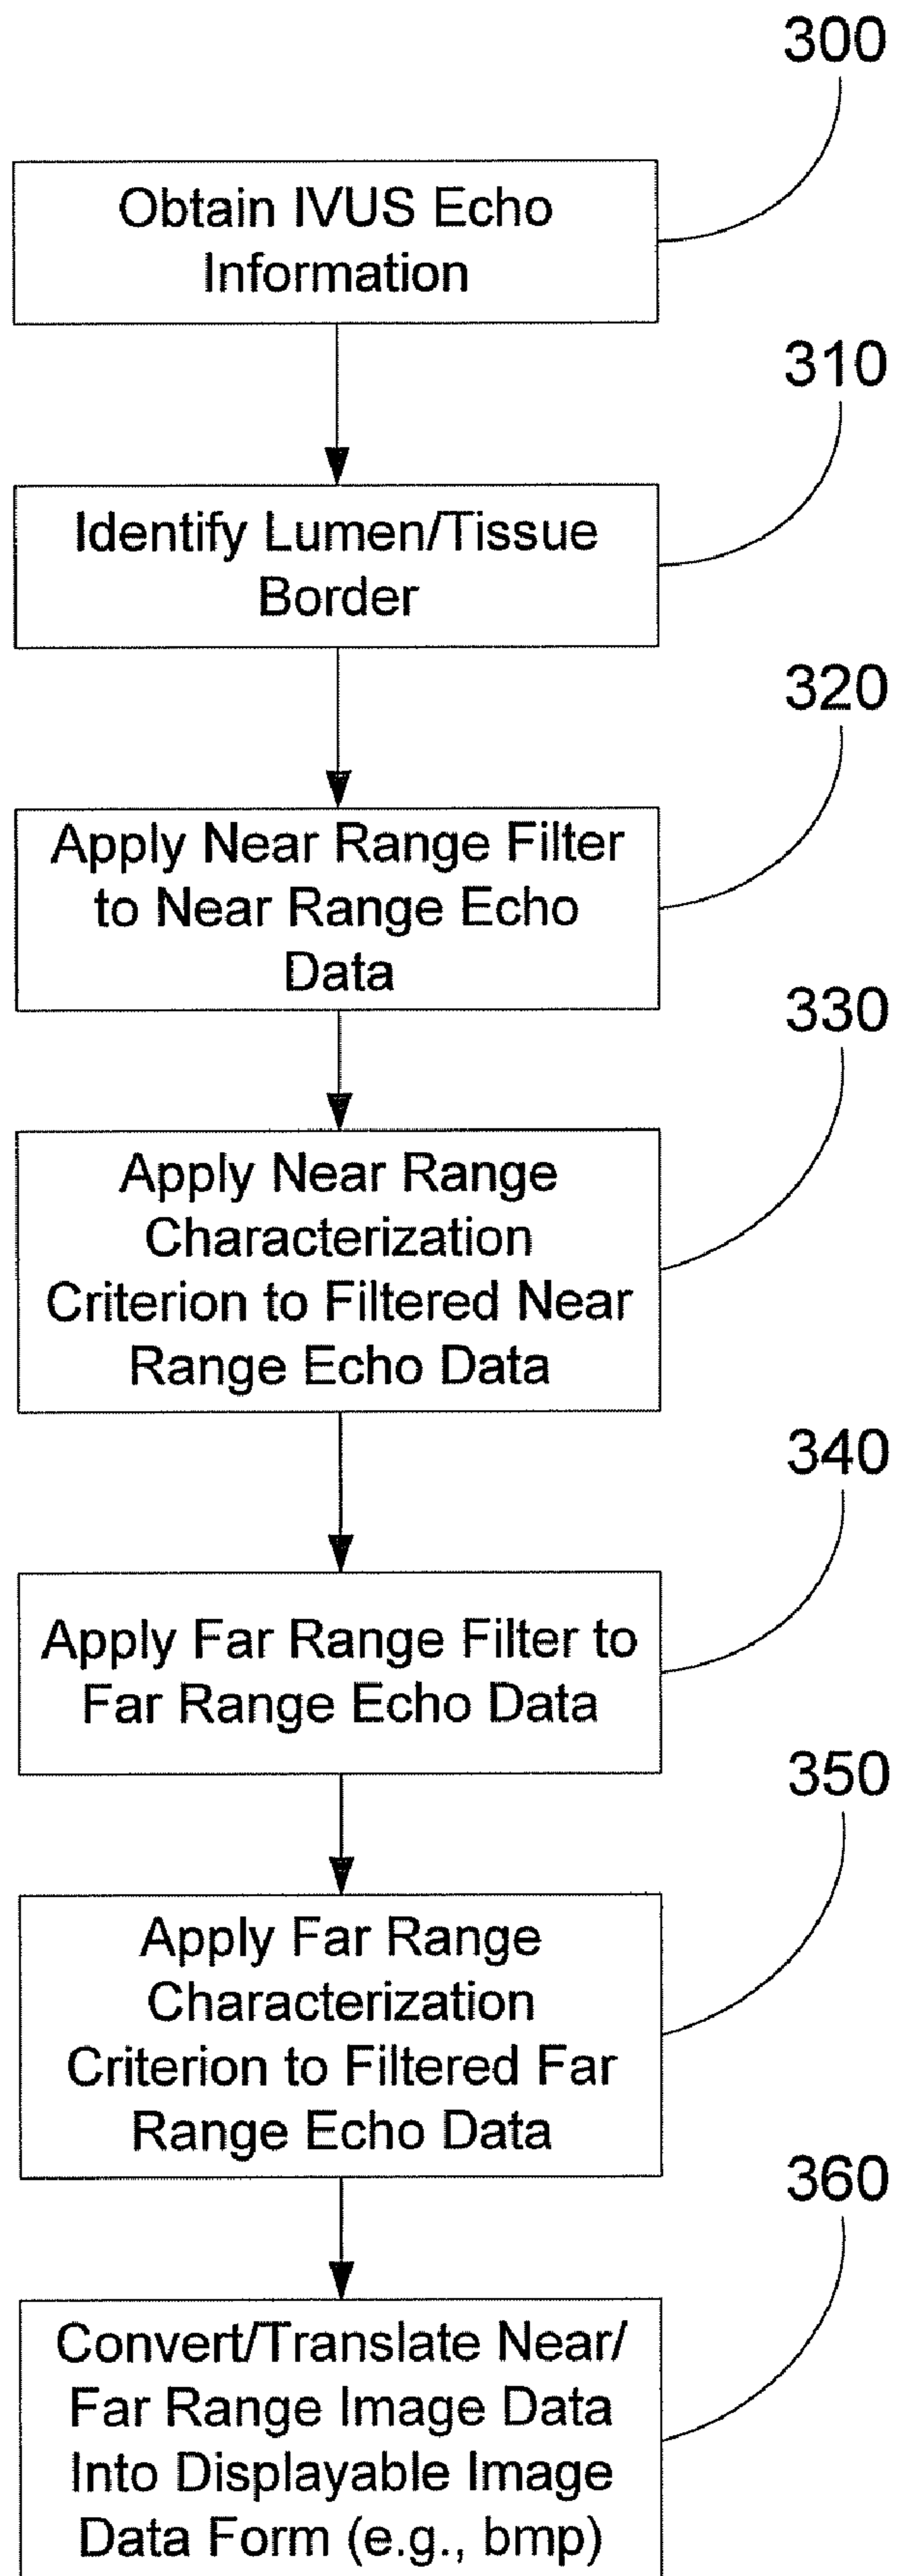 300
Obtain IVUS Echo
Information
310
Identify Lumen/Tissue
Border
320
Apply Near Range Filter
to Near Range Echo
Data
330
Apply Near Range
Characterization
Criterion to Filtered Near
Range Echo Data
340
Apply Far Range Filter to
Far Range Echo Data
350
Apply Far Range
Characterization
Criterion to Filtered Far
Range Echo Data
360
Convert/Translate Near/
Far Range Image Data
Into Displayable Image
Data Form (e.g., bmp)